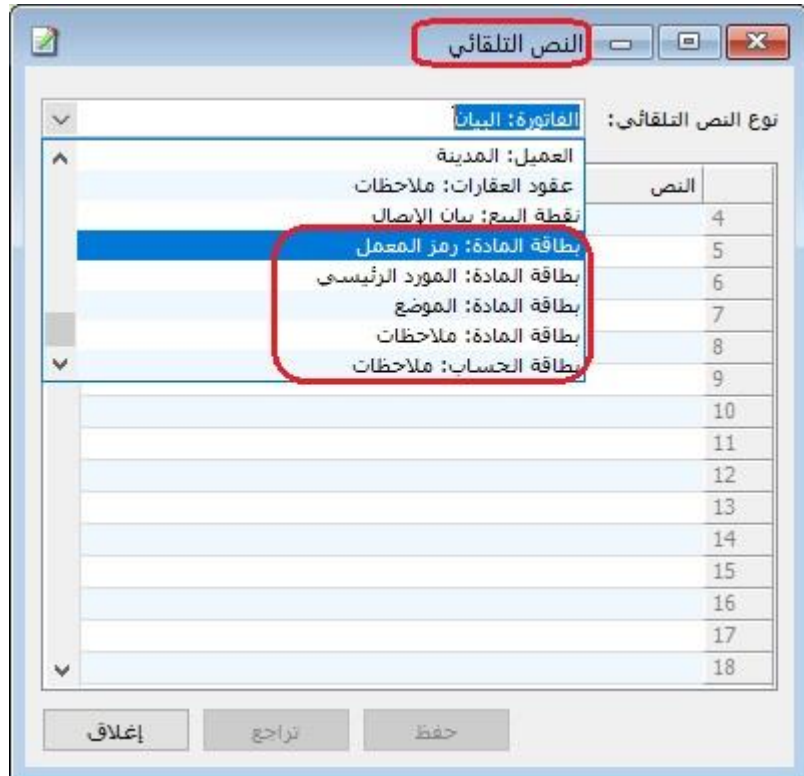 النص التلقائي
نوع النص التلقائي: الفاتورة: البيان
العميل: المدينة
عقود العقارات: ملاحظات
نقطة البيع: بيان الإيصال
بطاقة المادة: رمز المعمل
بطاقة المادة: المورد الرئيسي
بطاقة المادة: الموضع
بطاقة المادة: ملاحظات
بطاقة الحساب: ملاحظات
النص
4
5
6
7
8
9
10
11
12
13
14
15
16
17
18
حفظ تراجع إغلاق